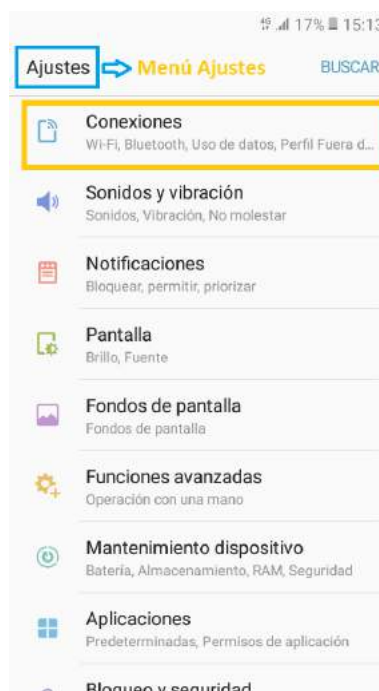 17% 15:13
Ajustes Menú Ajustes BUSCAR
Conexiones
Wi-Fi, Bluetooth, Uso de datos, Perfil Fuera d...
Sonidos y vibración
Sonidos, Vibración, No molestar
Notificaciones
Bloquear, permitir, priorizar
Pantalla
Brillo, Fuente
Fondos de pantalla
Fondos de pantalla
Funciones avanzadas
Operación con una mano
Mantenimiento dispositivo
Batería, Almacenamiento, RAM, Seguridad
Aplicaciones
Predeterminadas, Permisos de aplicación
Bloqueo y seguridad